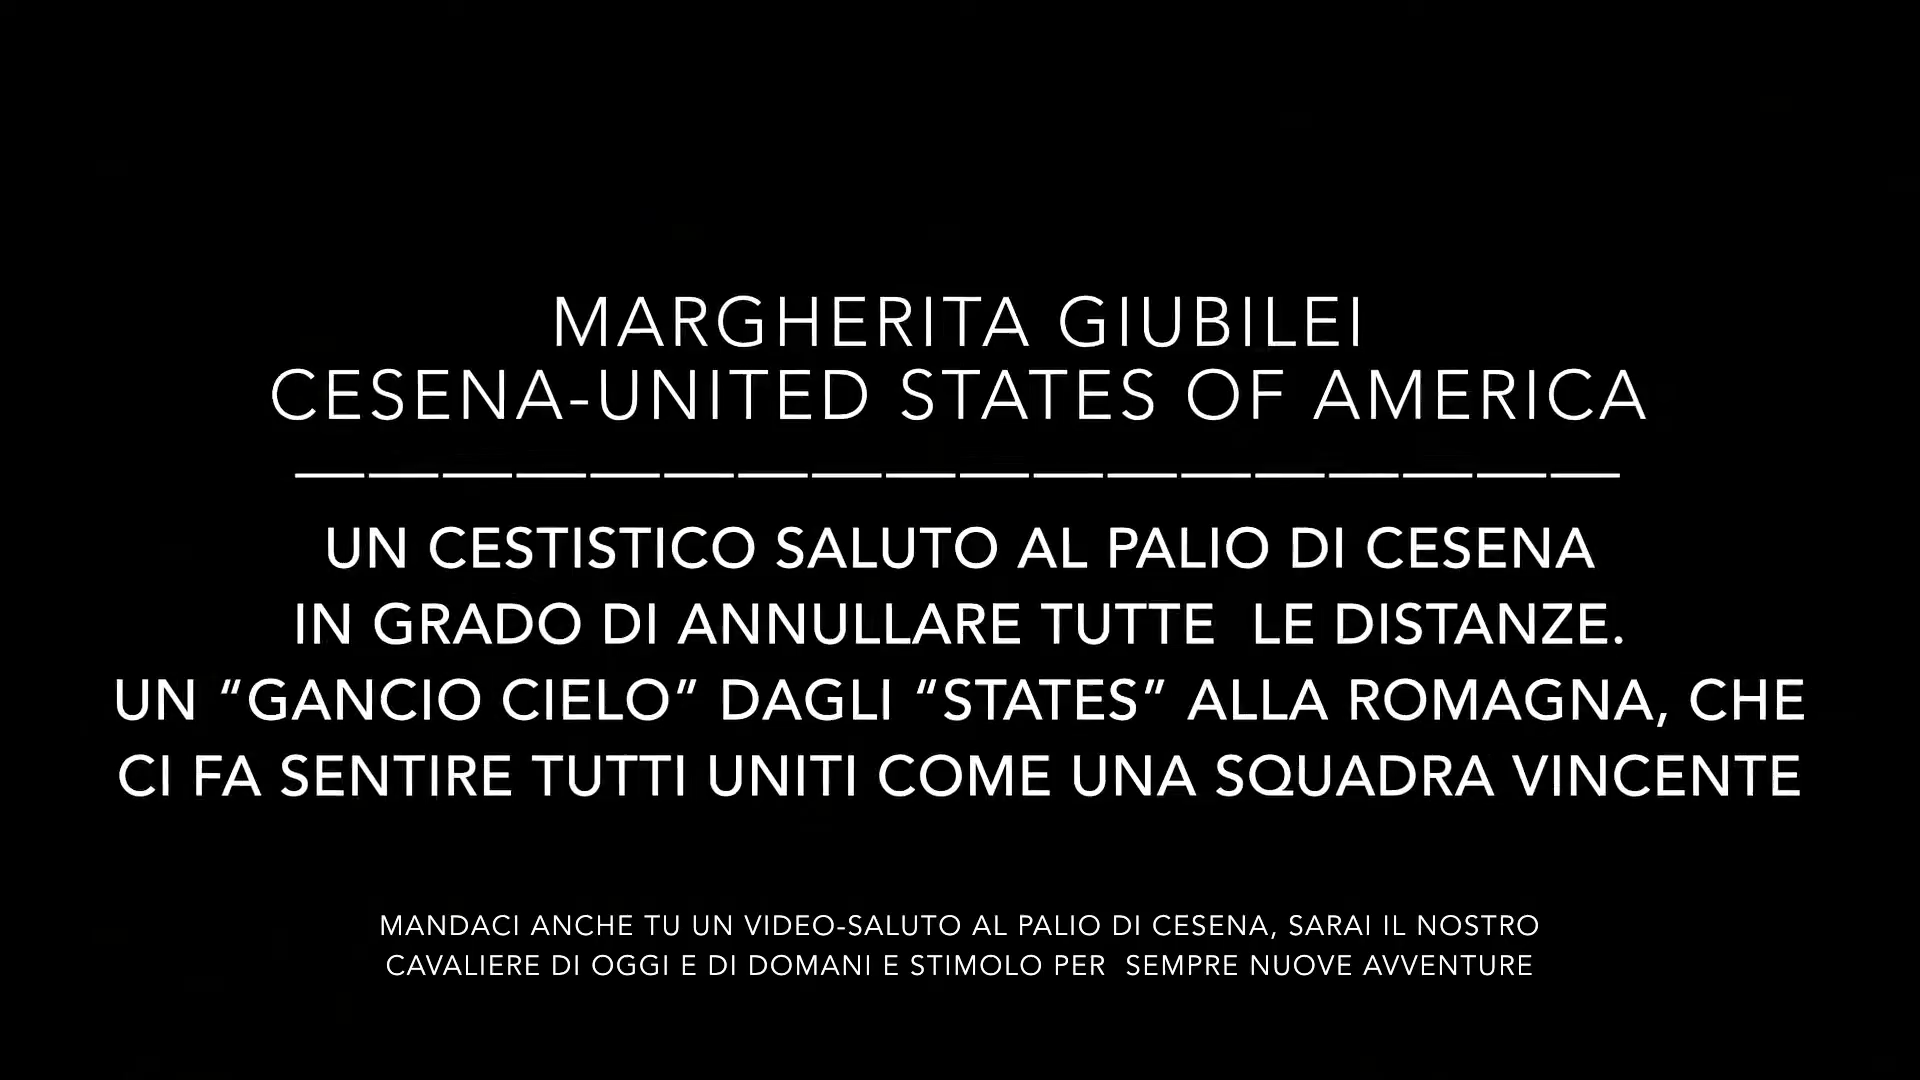 MARGHERITA GIUBILEI
CESENA-UNITED STATES OF AMERICA
——————————————————
UN CESTISTICO SALUTO AL PALIO DI CESENA
IN GRADO DI ANNULLARE TUTTE  LE DISTANZE.
UN “GANCIO CIELO” DAGLI “STATES” ALLA ROMAGNA, CHE
CI FA SENTIRE TUTTI UNITI COME UNA SQUADRA VINCENTE
MANDACI ANCHE TU UN VIDEO-SALUTO AL PALIO DI CESENA, SARAI IL NOSTRO
CAVALIERE DI OGGI E DI DOMANI E STIMOLO PER  SEMPRE NUOVE AVVENTURE